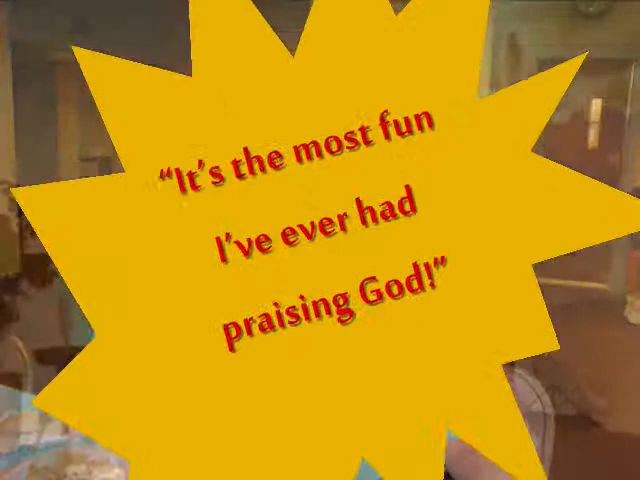 “It's the most fun
I've ever had
praising God!”